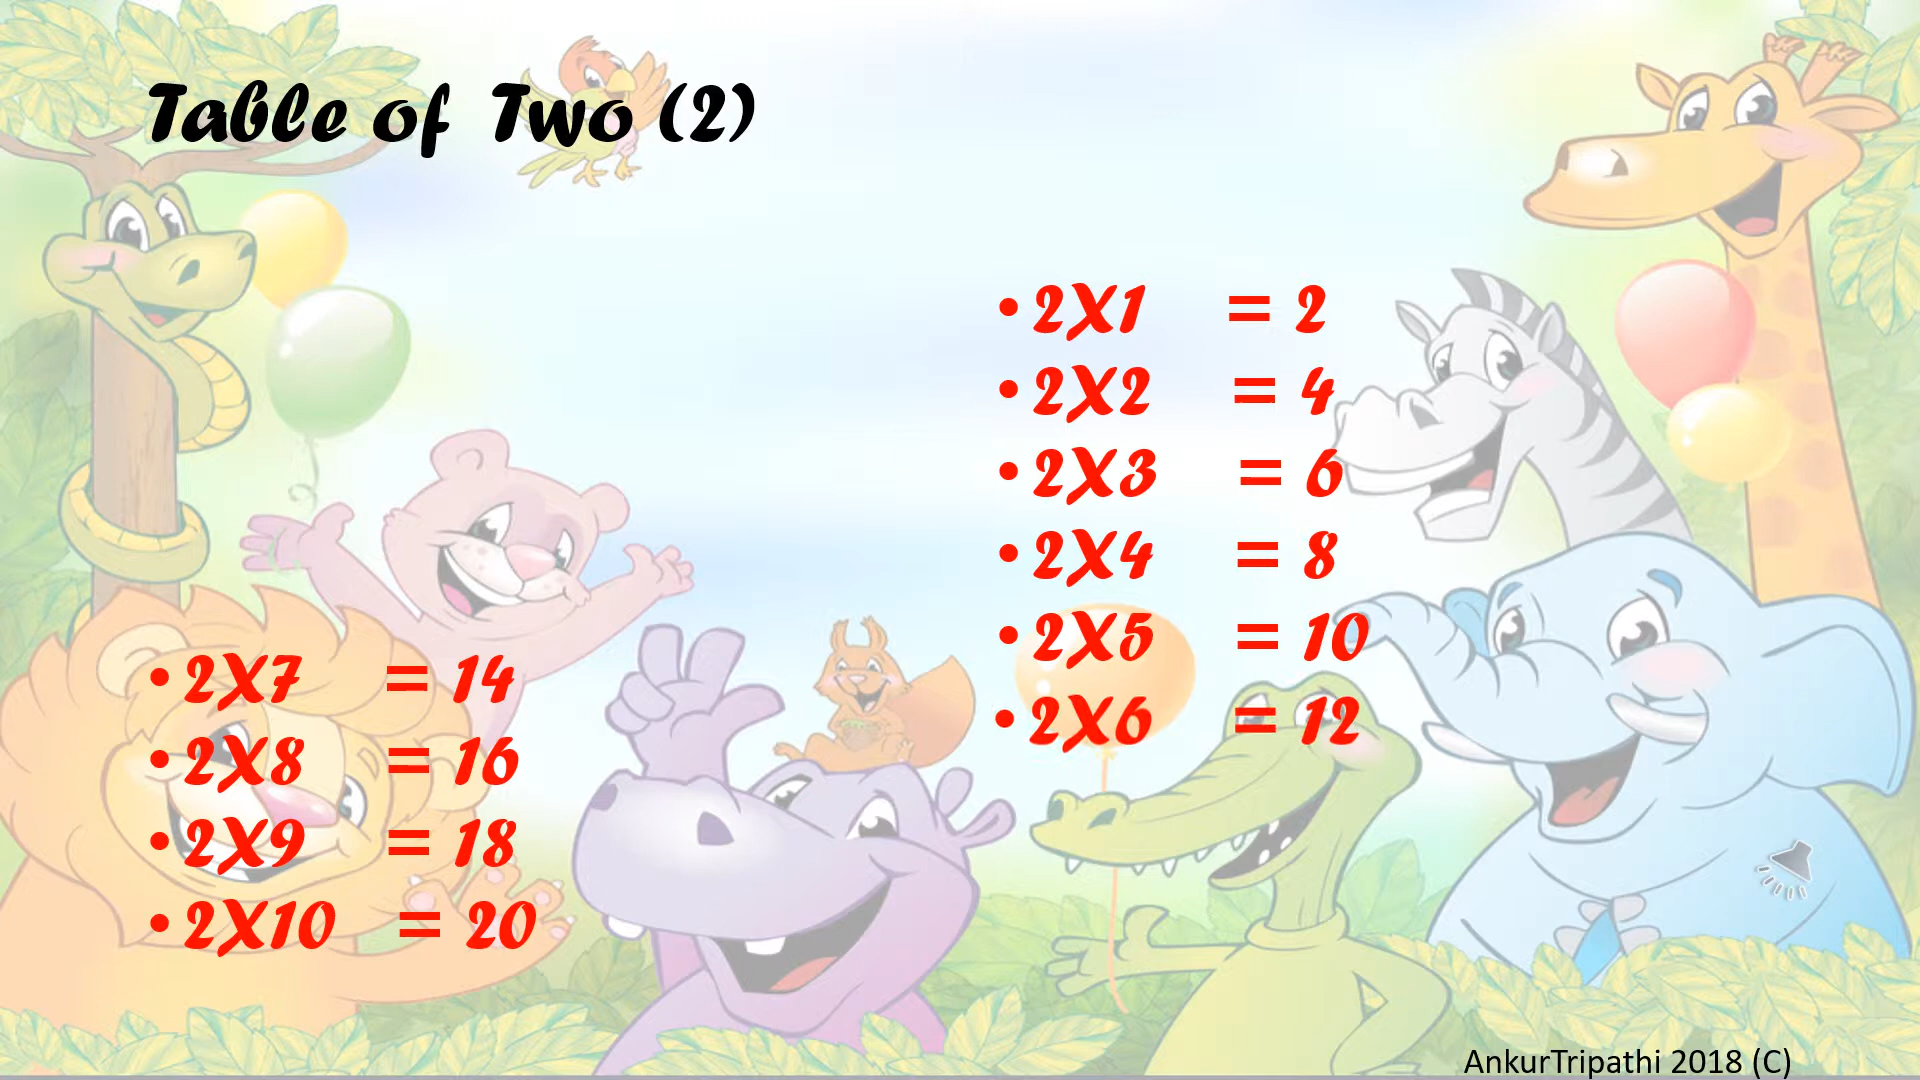 Table of Two (2)
• 2X1 = 2
• 2X2 = 4
• 2X3 = 6
• 2X4 = 8
• 2X5 = 10
• 2X6 = 12
• 2X7 = 14
• 2X8 = 16
• 2X9 = 18
• 2X10 = 20
AnkurTripathi 2018 (C)